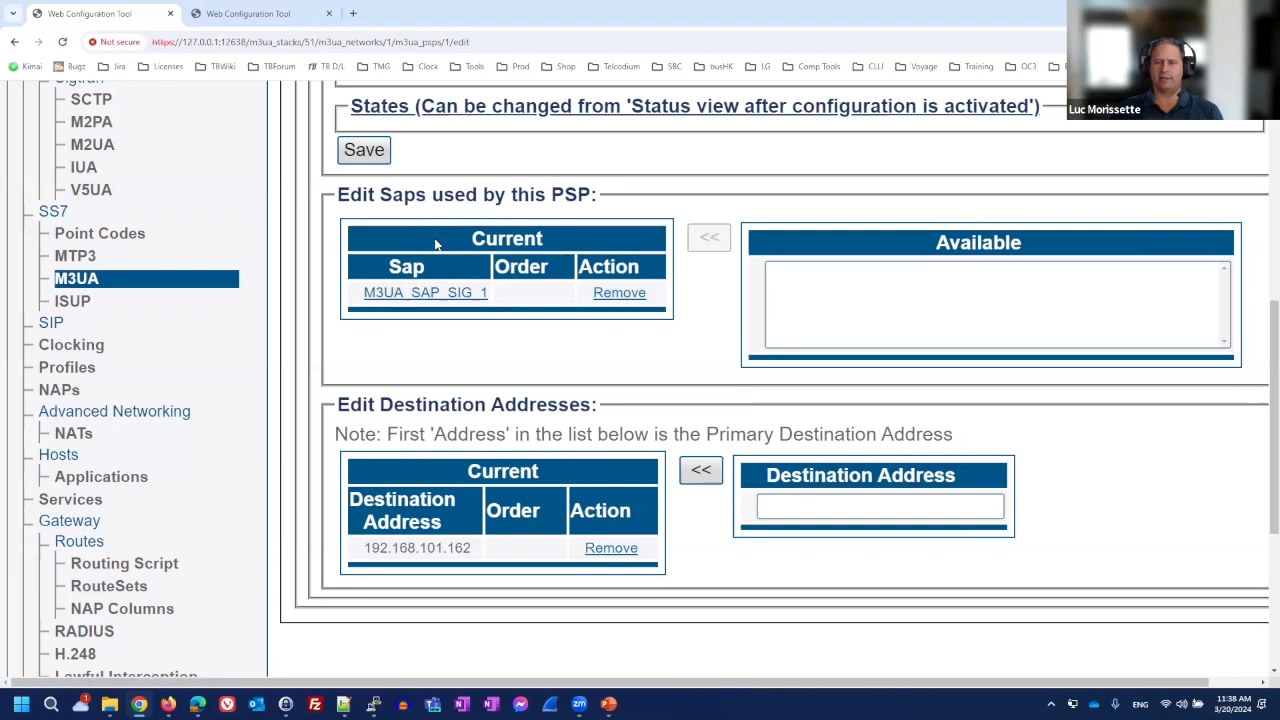 Web Configuration Tool
Web Configuration Tool
Not secure
https://127.0.0.1:12638/m3ua_stacks/51/m3ua_networks/1/m3ua_psps/1/edit
Kimai
Bugz
Jira
Licenses
TBWiki
TBForum
TB D/L
TMG
Clock
Tools
Prod
Shop
Telcodium
SBC
busHK
LG
Comp Tools
CLLI
Voyage
Training
OC3
Luc Morissette
Sigtran
SCTP
M2PA
M2UA
IUA
V5UA
SS7
Point Codes
MTP3
M3UA
ISUP
SIP
Clocking
Profiles
NAPs
Advanced Networking
NATs
Hosts
Applications
Services
Gateway
Routes
Routing Script
RouteSets
NAP Columns
RADIUS
H.248
Lawful Interception
States (Can be changed from 'Status view after configuration is activated')
Save
Edit Saps used by this PSP:
Current
Sap Order Action
M3UA_SAP_SIG_1 Remove
<<
Available
Edit Destination Addresses:
Note: First 'Address' in the list below is the Primary Destination Address
Current
Destination Address Order Action
192.168.101.162 Remove
<<
Destination Address
ENG
11:38 AM
3/20/2024